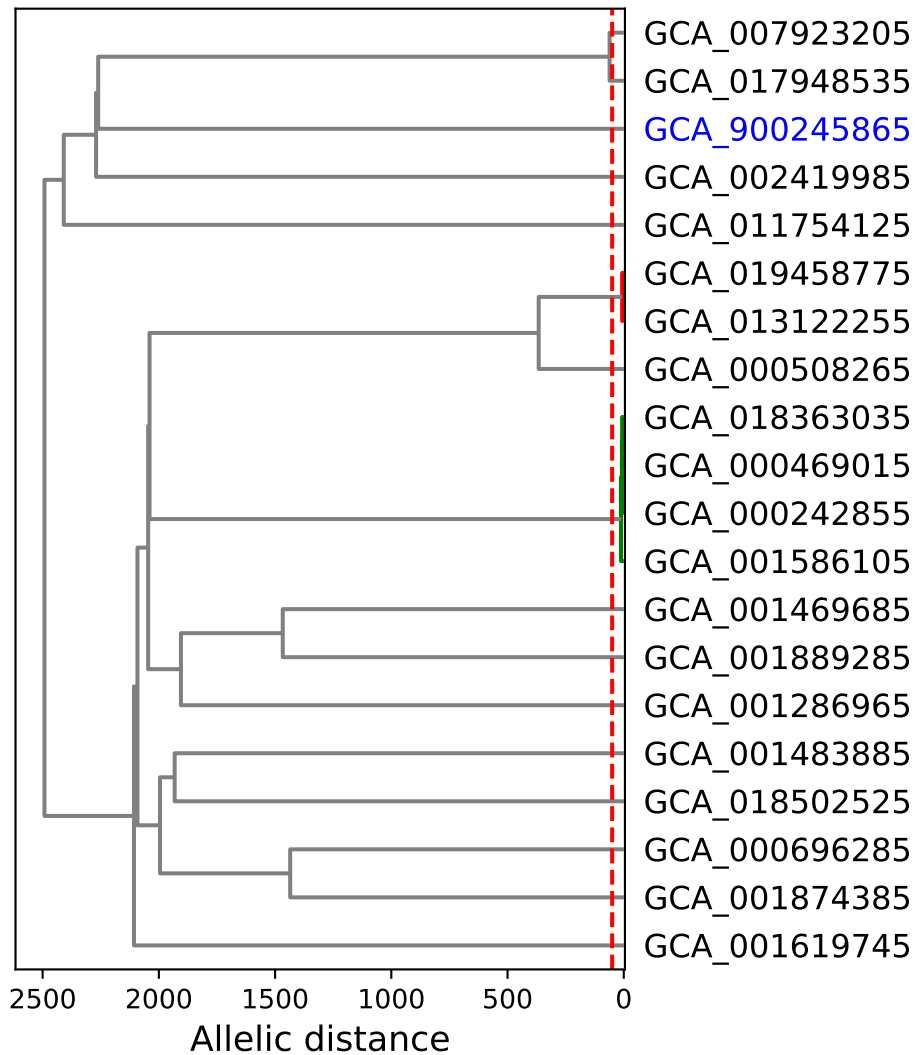 GCA_007923205
GCA_017948535
GCA_900245865
GCA_002419985
GCA_011754125
GCA_019458775
GCA_013122255
GCA_000508265
GCA_018363035
GCA_000469015
GCA_000242855
GCA_001586105
GCA_001469685
GCA_001889285
GCA_001286965
GCA_001483885
GCA_018502525
GCA_000696285
GCA_001874385
GCA_001619745
2500 2000 1500 1000 500 0
Allelic distance